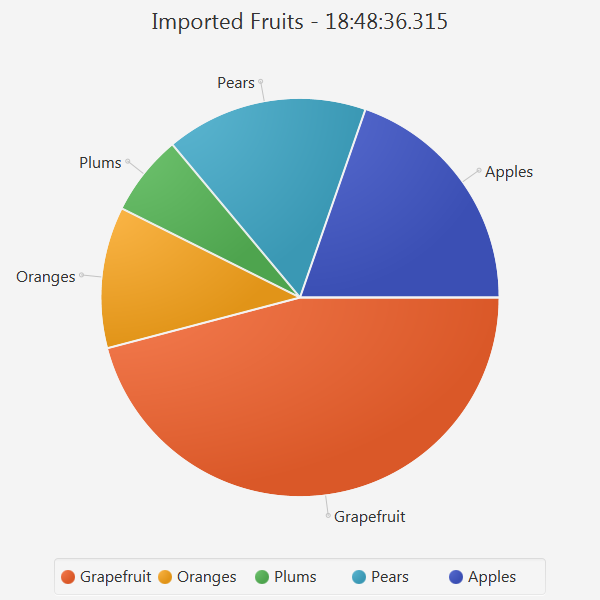 Imported Fruits - 18:48:36.315
Pears
Plums
Apples
Oranges
Grapefruit
Grapefruit Oranges Plums Pears Apples